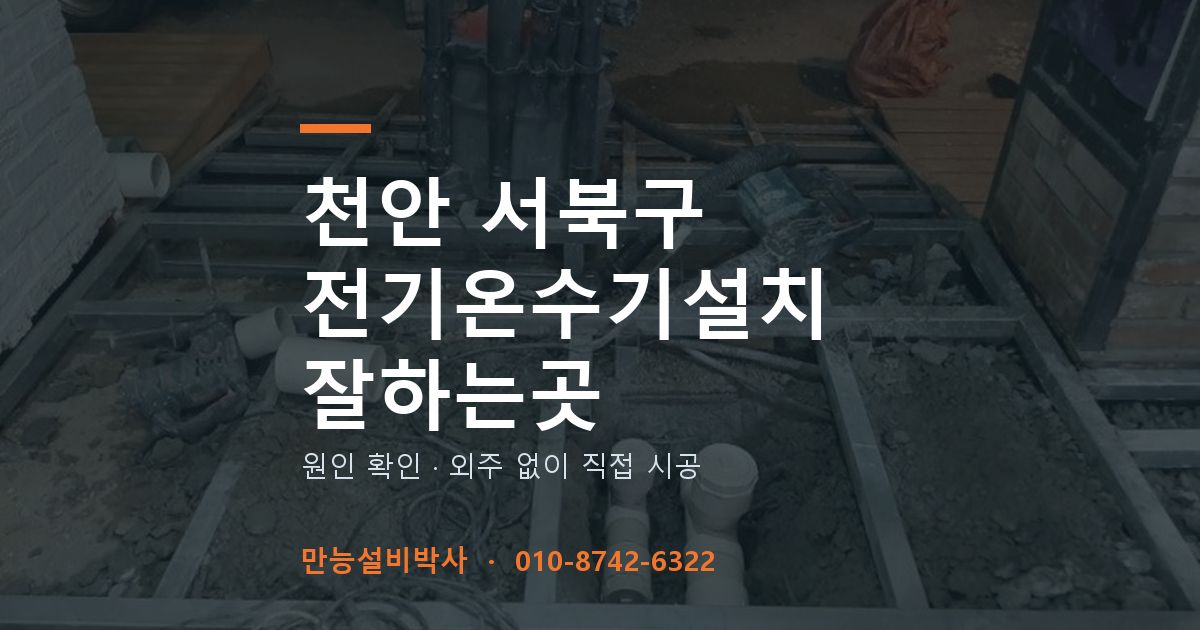 천안 서북구
전기온수기설치
잘하는곳
원인 확인 · 외주 없이 직접 시공
만능설비박사 · 010-8742-6322